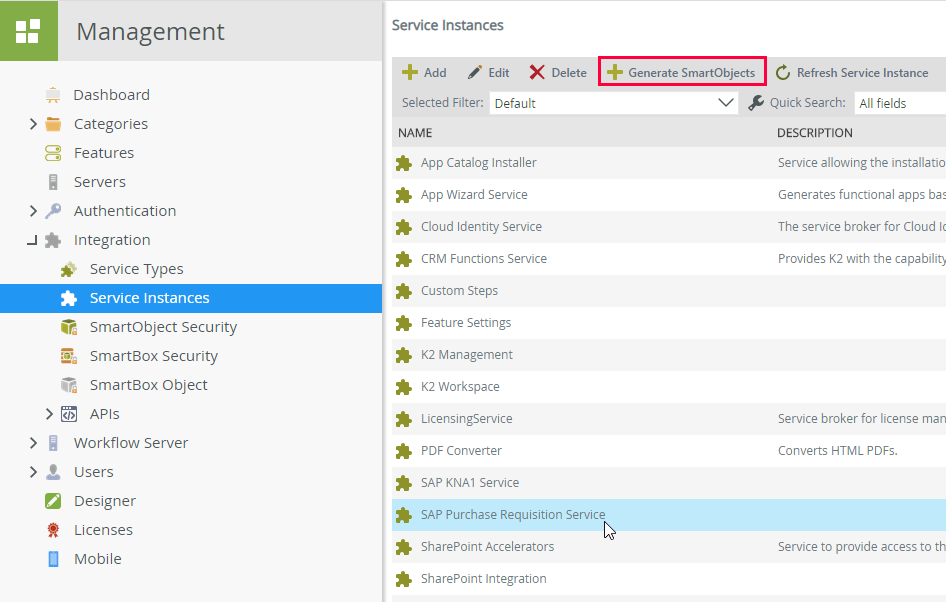 Management
Dashboard
Categories
Features
Servers
Authentication
Integration
Service Types
Service Instances
SmartObject Security
SmartBox Security
SmartBox Object
APIs
Workflow Server
Users
Designer
Licenses
Mobile
Service Instances
Add Edit Delete Generate SmartObjects Refresh Service Instance
Selected Filter: Default Quick Search: All fields
NAME DESCRIPTION
App Catalog Installer Service allowing the installatio
App Wizard Service Generates functional apps bas
Cloud Identity Service The service broker for Cloud Id
CRM Functions Service Provides K2 with the capability
Custom Steps
Feature Settings
K2 Management
K2 Workspace
LicensingService Service broker for license man
PDF Converter Converts HTML PDFs.
SAP KNA1 Service
SAP Purchase Requisition Service
SharePoint Accelerators Service to provide access to th
SharePoint Integration